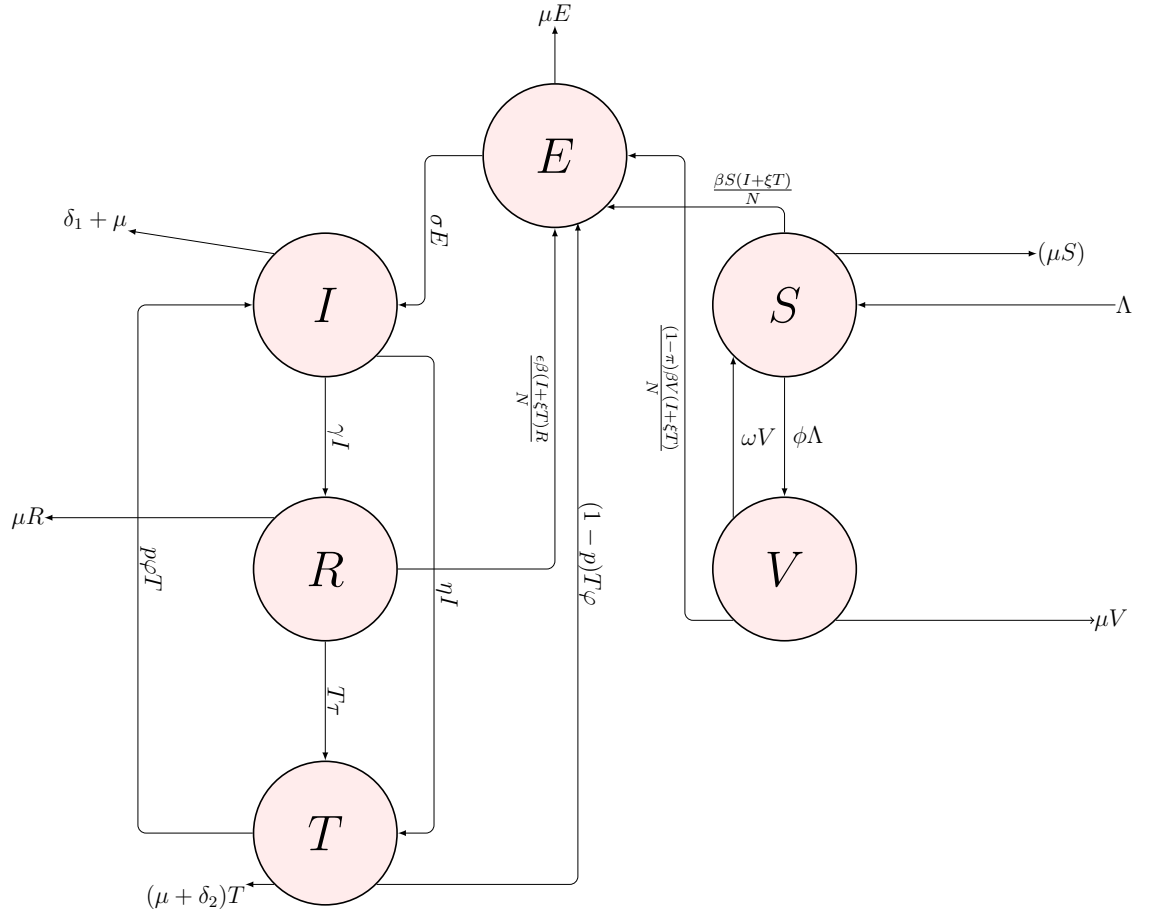 μE
E
βS(I+ξT)
N
δ₁ + μ
σE
(μS)
I
S
Λ
ϵβ(I+ξT)R
N
(1−π)βV(I+ξT)
N
γI
ωV
ϕΛ
μR
pφT
R
ηI
(1 − p)Tφ
V
μV
Tτ
T
(μ + δ₂)T